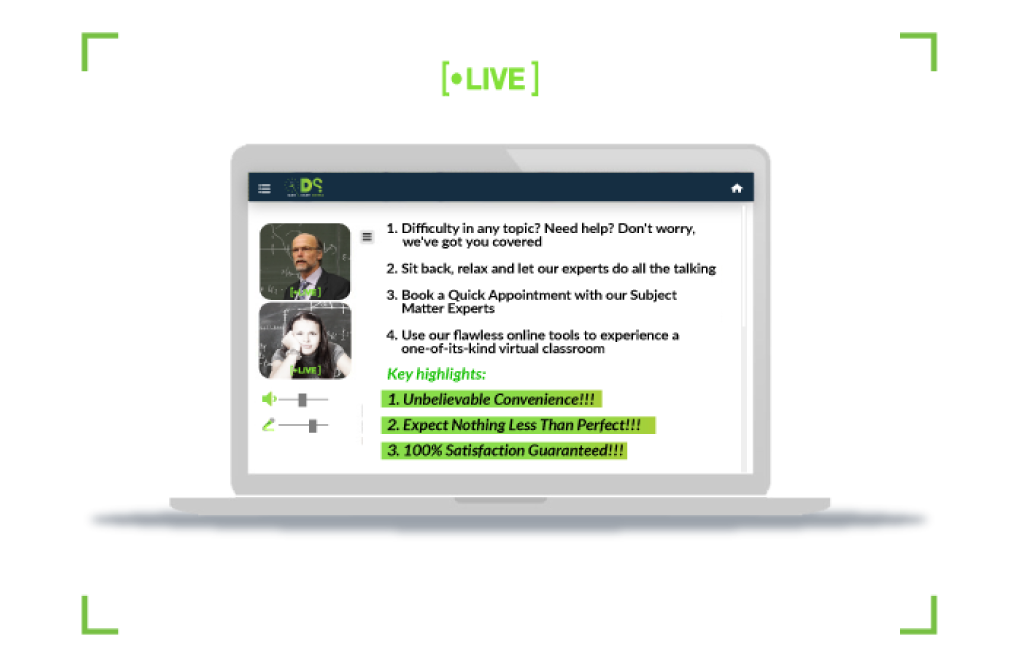 [•LIVE]
DS
1. Difficulty in any topic? Need help? Don't worry,
we've got you covered
2. Sit back, relax and let our experts do all the talking
3. Book a Quick Appointment with our Subject
Matter Experts
4. Use our flawless online tools to experience a
one-of-its-kind virtual classroom
[•LIVE]
[•LIVE]
Key highlights:
1. Unbelievable Convenience!!!
2. Expect Nothing Less Than Perfect!!!
3. 100% Satisfaction Guaranteed!!!